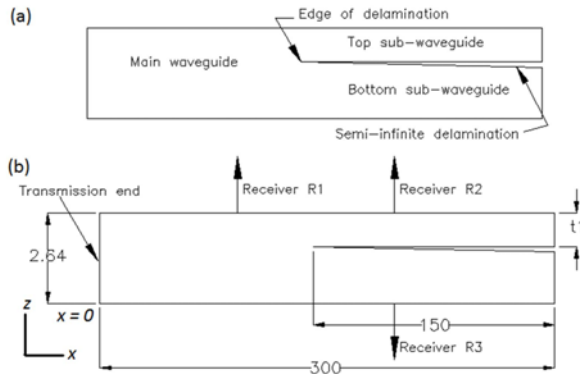 (a)
Edge of delamination
Top sub-waveguide
Main waveguide
Bottom sub-waveguide
Semi-infinite delamination
(b)
Receiver R1
Receiver R2
Transmission end
2.64
z
x = 0
x
150
Receiver R3
300